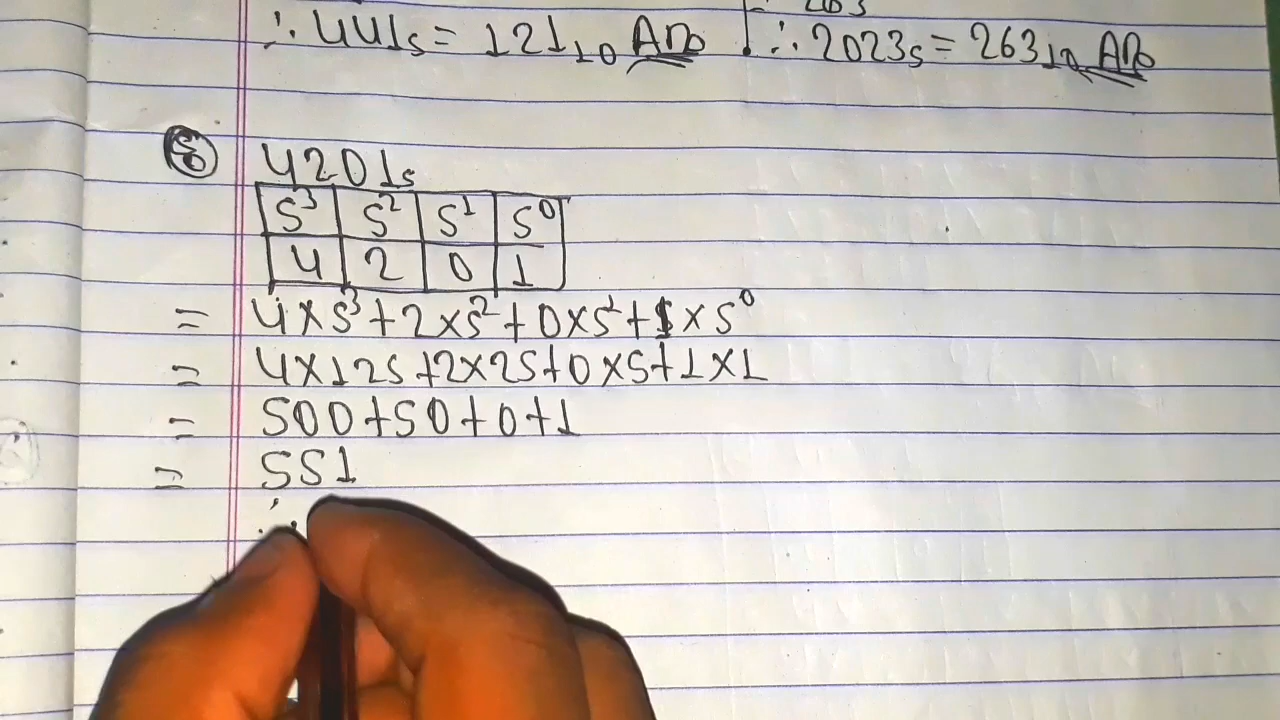 ∴ 441₅ = 121₁₀ Ans
∴ 2023₅ = 263₁₀ Ans
4201₅
5³ 5² 5¹ 5⁰
4 2 0 1
= 4×5³+2×5²+0×5¹+1×5⁰
= 4×125+2×25+0×5+1×1
= 500+50+0+1
= 551
∴